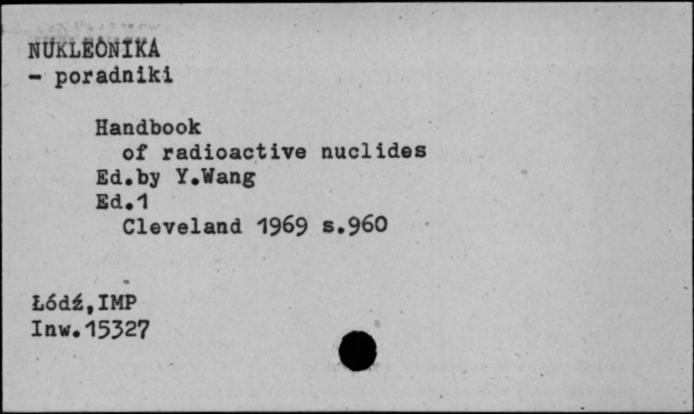 NUKLEONIKA
- poradniki
Handbook
of radioactive nuclides
Ed.by Y.Wang
Ed.1
Cleveland 1969 s.960
Łódź,IMP
Inw.15327